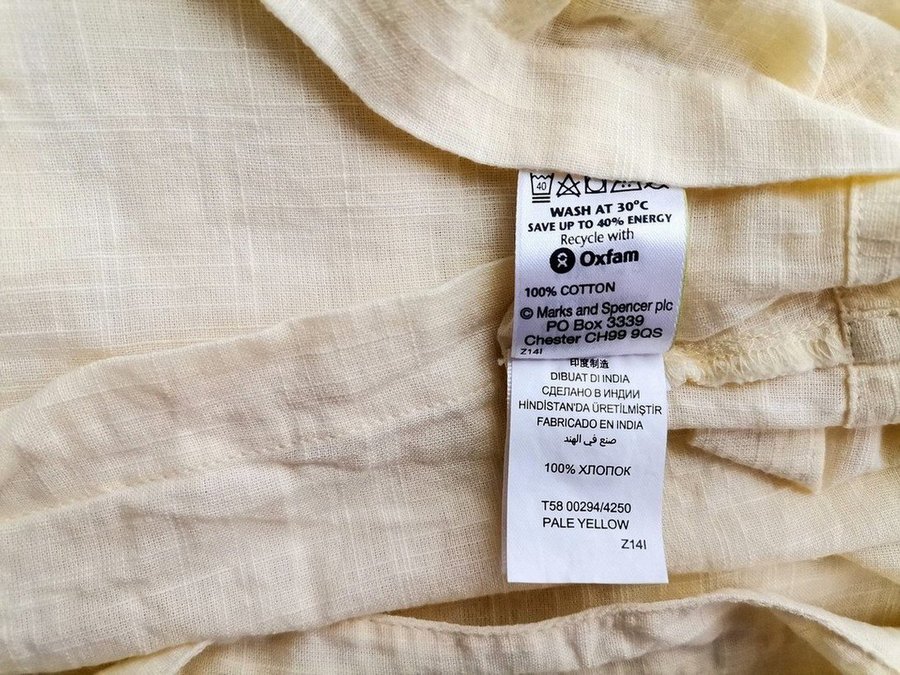 40
WASH AT 30°C
SAVE UP TO 40% ENERGY
Recycle with
Oxfam
100% COTTON
© Marks and Spencer plc
PO Box 3339
Chester CH99 9QS
Z14I
印度制造
DIBUAT DI INDIA
СДЕЛАНО В ИНДИИ
HİNDİSTAN'DA ÜRETİLMİŞTİR
FABRICADO EN INDIA
صنع في الهند
100% ХЛОПОК
T58 00294/4250
PALE YELLOW
Z14I